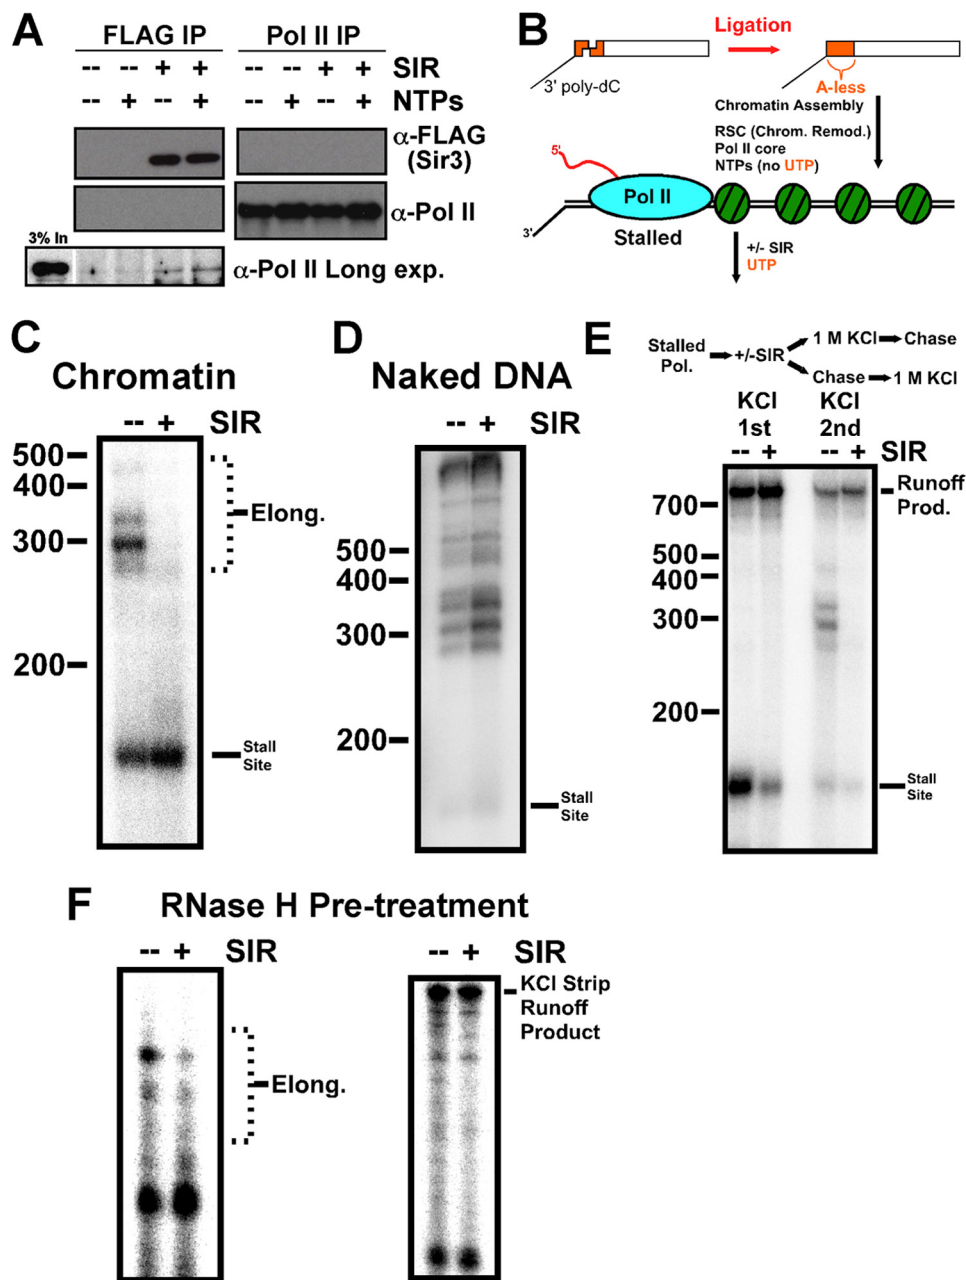 A
FLAG IP
Pol II IP
-- -- + +
-- -- + +
SIR
-- + -- +
-- + -- +
NTPs
α-FLAG
(Sir3)
α-Pol II
3% In
α-Pol II Long exp.
B
Ligation
3' poly-dC
A-less
Chromatin Assembly
RSC (Chrom. Remod.)
Pol II core
NTPs (no UTP)
5'
Pol II
3'
Stalled
+/- SIR
UTP
C
Chromatin
-- +
SIR
500
400
300
200
Elong.
Stall
Site
D
Naked DNA
-- +
SIR
500
400
300
200
Stall
Site
E
Stalled
Pol.
+/-SIR
1 M KCl
Chase
Chase
1 M KCl
KCl
1st
KCl
2nd
-- +
-- +
SIR
Runoff
Prod.
700
500
400
300
200
Stall
Site
F
RNase H Pre-treatment
-- +
SIR
Elong.
-- +
SIR
KCl Strip
Runoff
Product